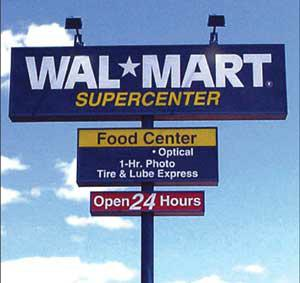 WAL★MART®
SUPERCENTER
Food Center
• Optical
1-Hr. Photo
Tire & Lube Express
Open 24 Hours